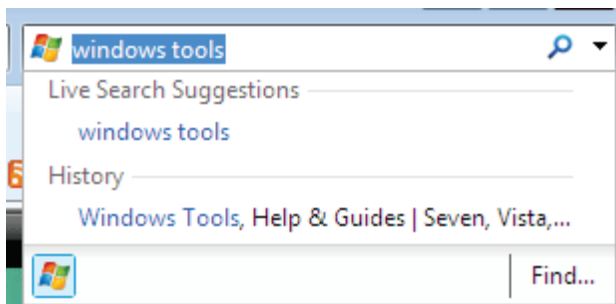 windows tools
Live Search Suggestions
windows tools
History
Windows Tools, Help & Guides | Seven, Vista,...
Find...